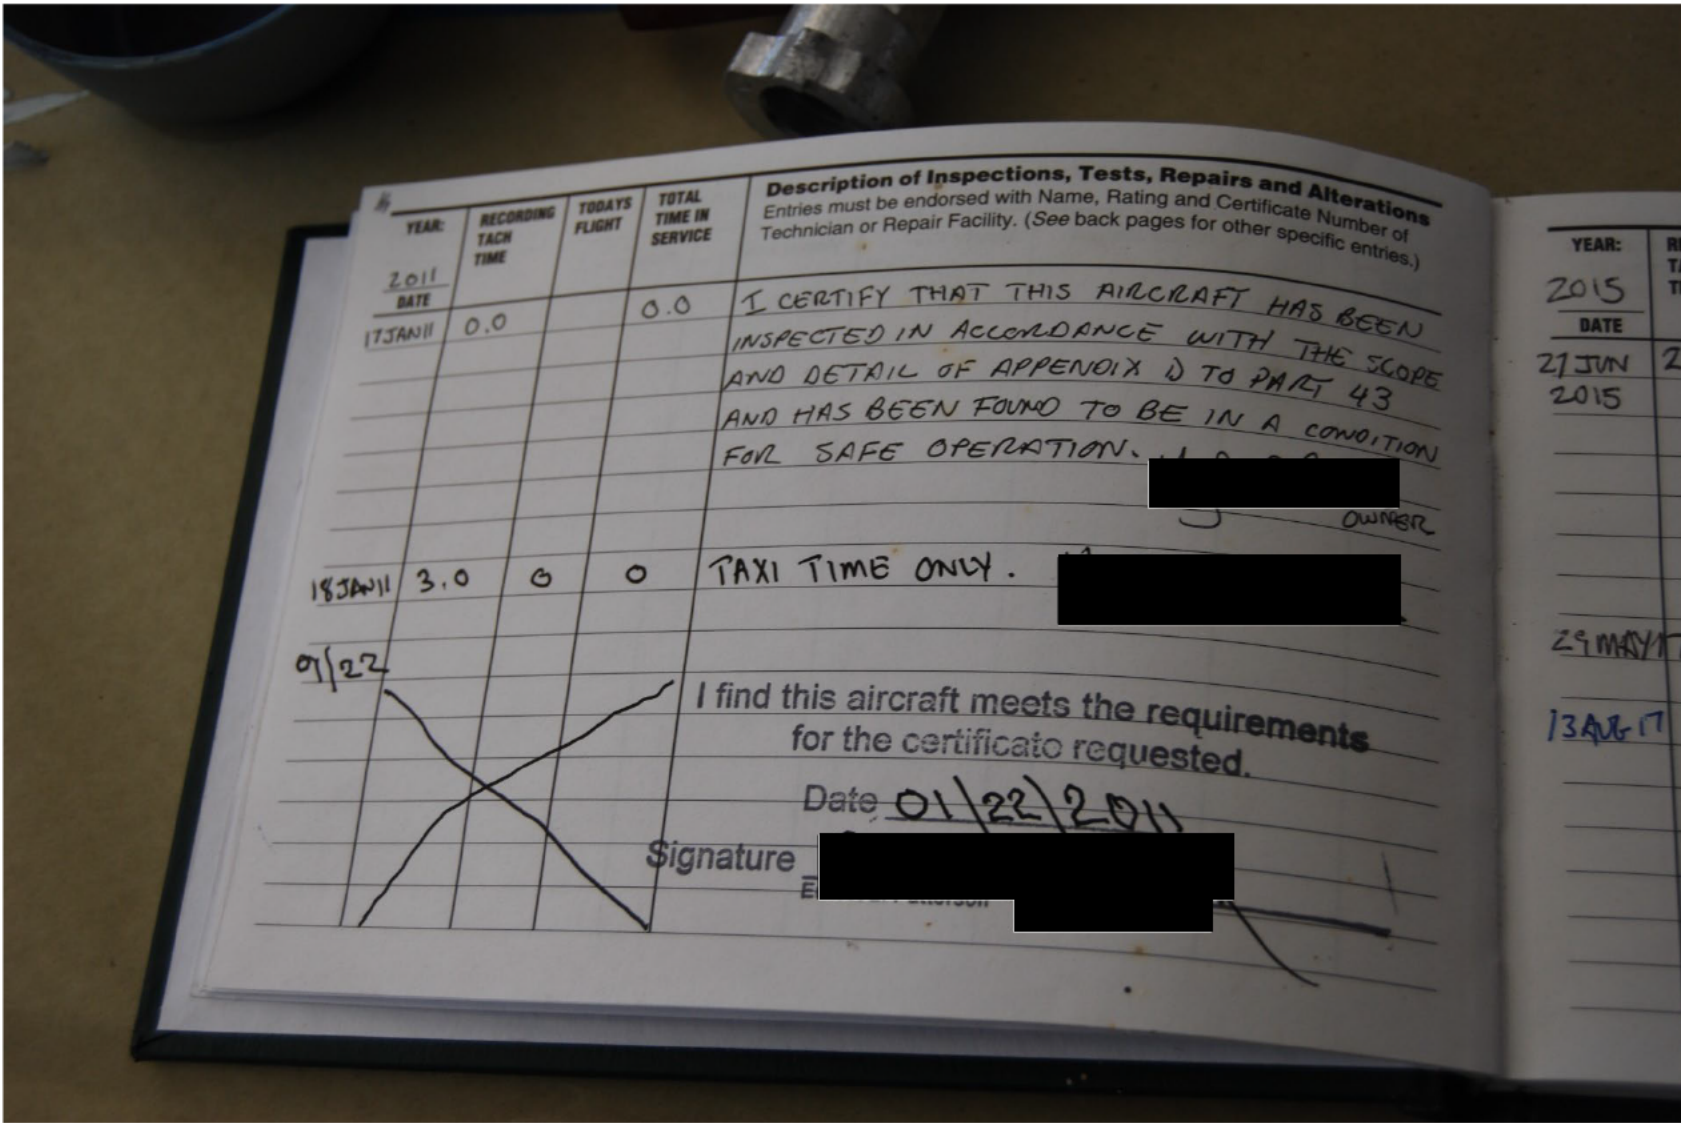 YEAR:
2011
DATE
RECORDING
TACH
TIME
TODAYS
FLIGHT
TOTAL
TIME IN
SERVICE
Description of Inspections, Tests, Repairs and Alterations
Entries must be endorsed with Name, Rating and Certificate Number of
Technician or Repair Facility. (See back pages for other specific entries.)
17JAN11 0.0 0.0 I CERTIFY THAT THIS AIRCRAFT HAS BEEN
INSPECTED IN ACCORDANCE WITH THE SCOPE
AND DETAIL OF APPENDIX D TO PART 43
AND HAS BEEN FOUND TO BE IN A CONDITION
FOR SAFE OPERATION.
OWNER
18JAN11 3.0 0 0 TAXI TIME ONLY.
I find this aircraft meets the requirements
for the certificate requested.
Date 01/22/2011
Signature
YEAR:
2015
DATE
21 JUN
2015
29 MAY 17
13 AUG 17